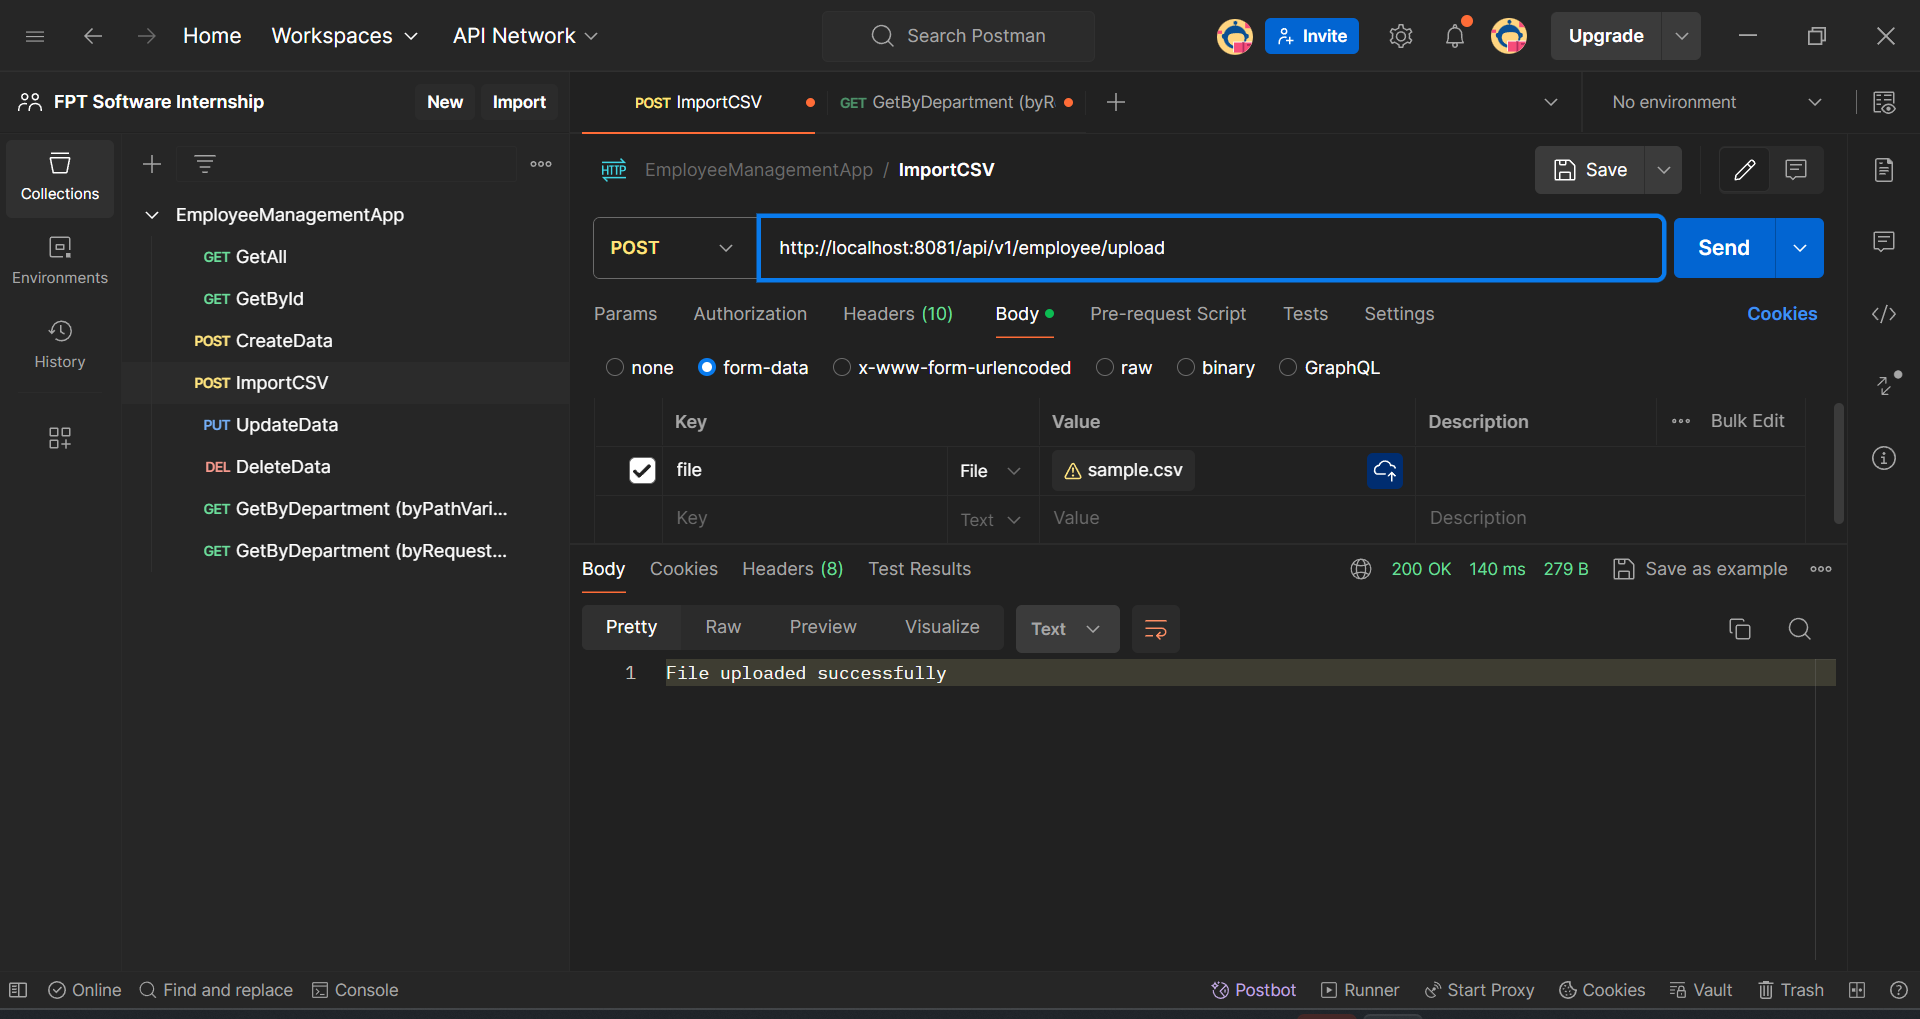 Home Workspaces API Network Search Postman Invite Upgrade
FPT Software Internship New Import POST ImportCSV GET GetByDepartment (byR No environment
Collections
Environments
History
EmployeeManagementApp
GET GetAll
GET GetById
POST CreateData
POST ImportCSV
PUT UpdateData
DEL DeleteData
GET GetByDepartment (byPathVari...
GET GetByDepartment (byRequest...
HTTP EmployeeManagementApp / ImportCSV Save
POST http://localhost:8081/api/v1/employee/upload Send
Params Authorization Headers (10) Body Pre-request Script Tests Settings Cookies
none form-data x-www-form-urlencoded raw binary GraphQL
Key Value Description Bulk Edit
file File sample.csv
Key Text Value Description
Body Cookies Headers (8) Test Results 200 OK 140 ms 279 B Save as example
Pretty Raw Preview Visualize Text
1 File uploaded successfully
Online Find and replace Console Postbot Runner Start Proxy Cookies Vault Trash